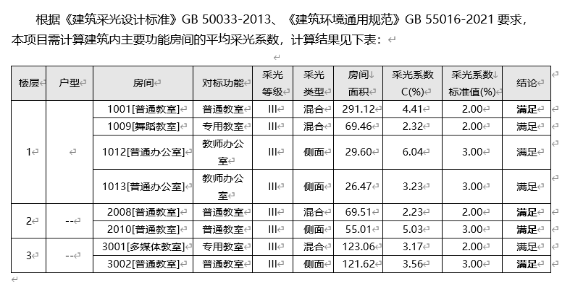 根据《建筑采光设计标准》GB 50033-2013、《建筑环境通用规范》GB 55016-2021 要求，
本项目需计算建筑内主要功能房间的平均采光系数，计算结果见下表：
楼层 户型 房间 对标功能 采光等级 采光类型 房间面积 采光系数C(%) 采光系数标准值(%) 结论
1 1001[普通教室] 普通教室 III 混合 291.12 4.41 2.00 满足
1009[舞蹈教室] 专用教室 III 混合 69.46 2.32 2.00 满足
1012[普通办公室] 教师办公室 III 侧面 29.60 6.04 3.00 满足
1013[普通办公室] 教师办公室 III 侧面 26.47 3.23 3.00 满足
2 -- 2008[普通教室] 普通教室 III 混合 69.51 2.23 2.00 满足
2010[普通教室] 普通教室 III 侧面 55.01 5.03 3.00 满足
3 -- 3001[多媒体教室] 专用教室 III 混合 123.06 3.17 2.00 满足
3002[普通教室] 普通教室 III 侧面 121.62 3.56 3.00 满足